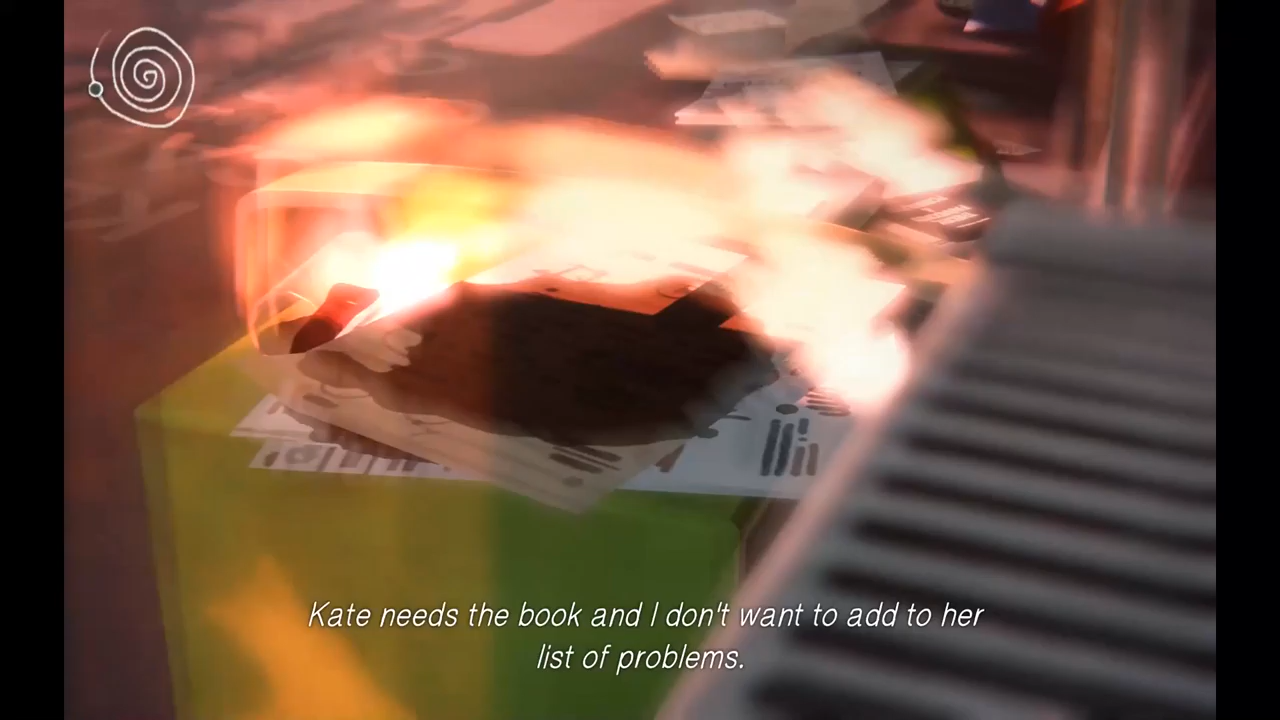 Kate needs the book and I don't want to add to her
list of problems.